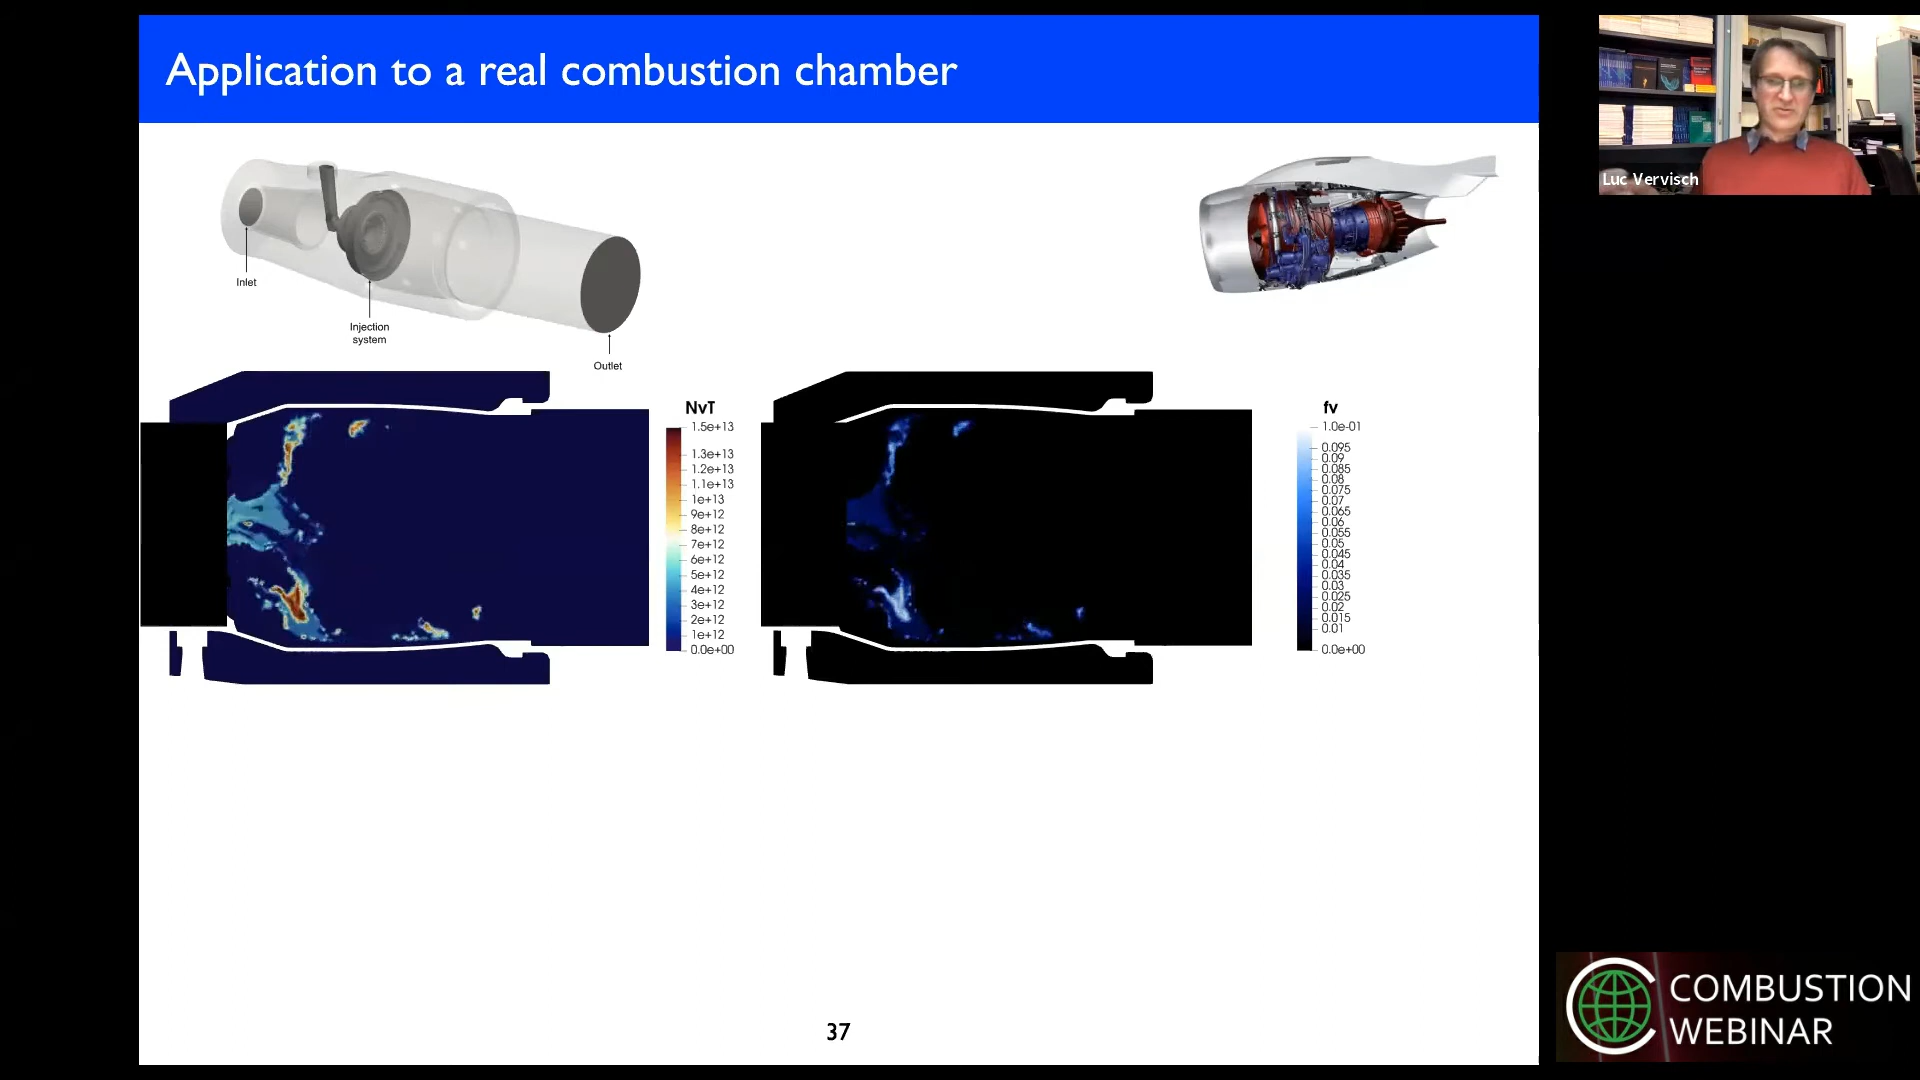 Application to a real combustion chamber
Luc Vervisch
Inlet
Injection
system
Outlet
NvT
1.5e+13
1.3e+13
1.2e+13
1.1e+13
1e+13
9e+12
8e+12
7e+12
6e+12
5e+12
4e+12
3e+12
2e+12
1e+12
0.0e+00
fv
1.0e-01
0.095
0.09
0.085
0.08
0.075
0.07
0.065
0.06
0.055
0.05
0.045
0.04
0.035
0.03
0.025
0.02
0.015
0.01
0.0e+00
37
COMBUSTION
WEBINAR